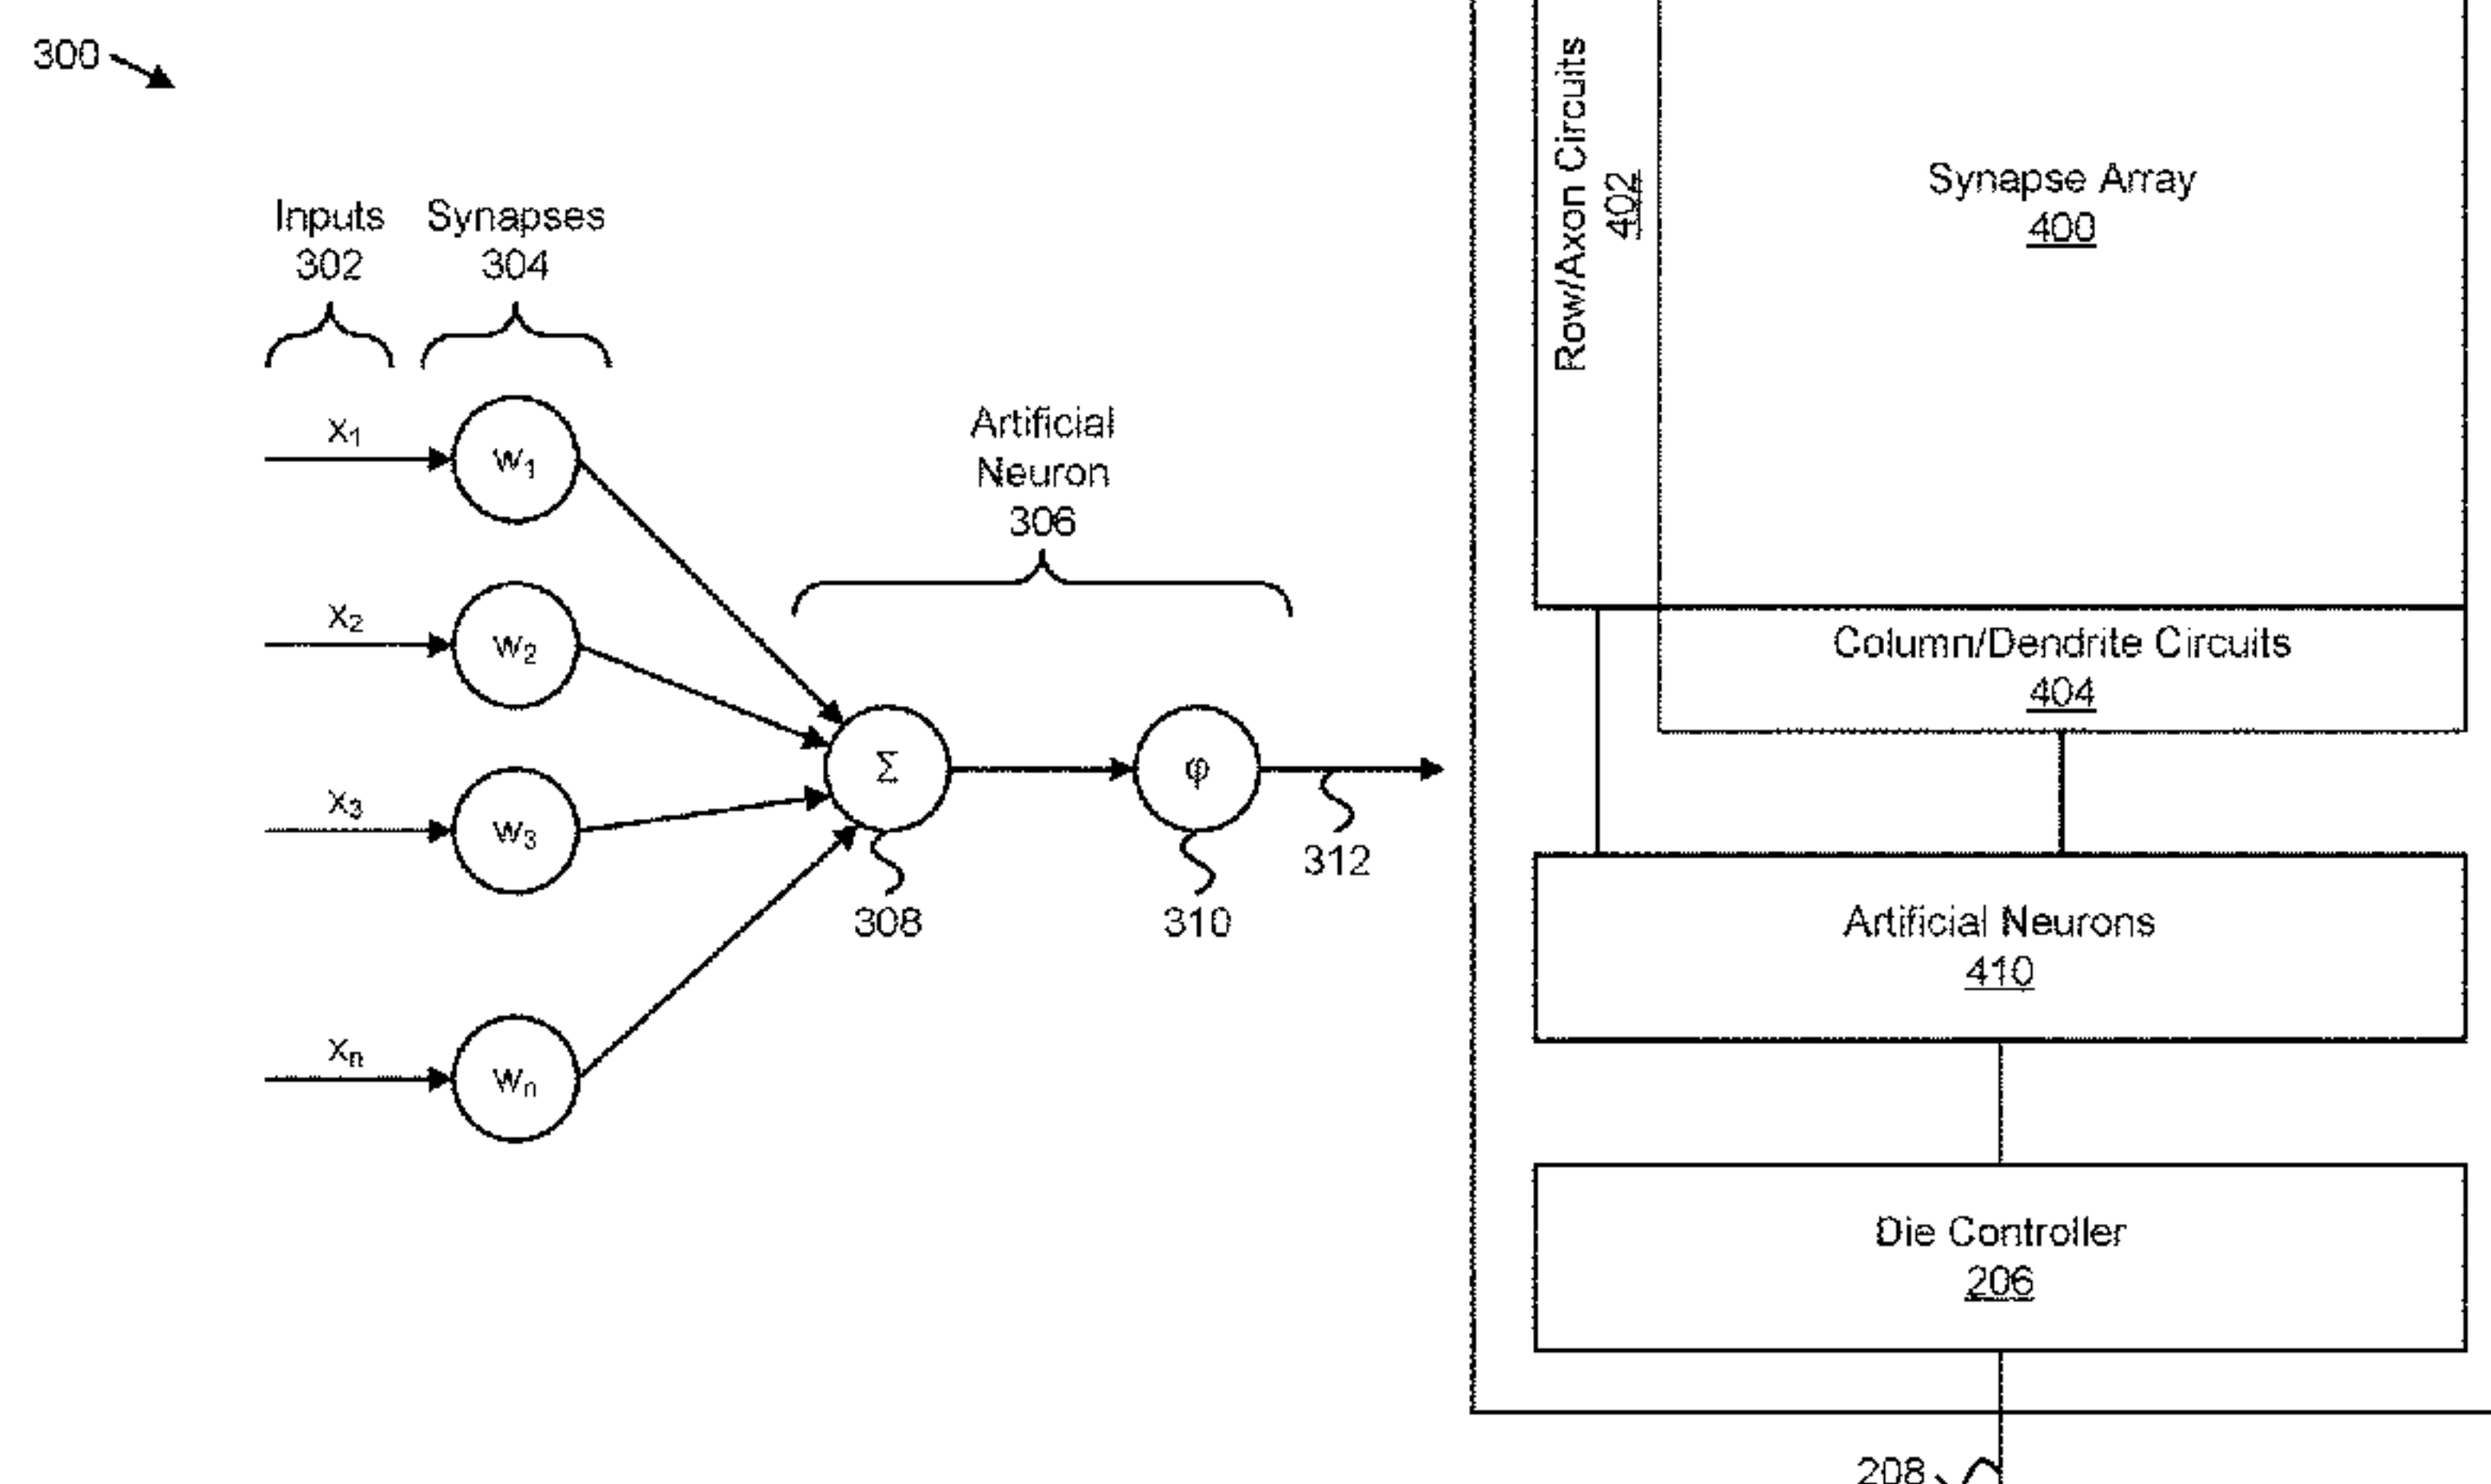 300
Inputs
302
Synapses
304
x1
w1
x2
w2
x3
w3
xn
wn
Artificial
Neuron
306
Σ
φ
308
310
312
Row/Axon Circuits
402
Synapse Array
400
Column/Dendrite Circuits
404
Artificial Neurons
410
Die Controller
206
208